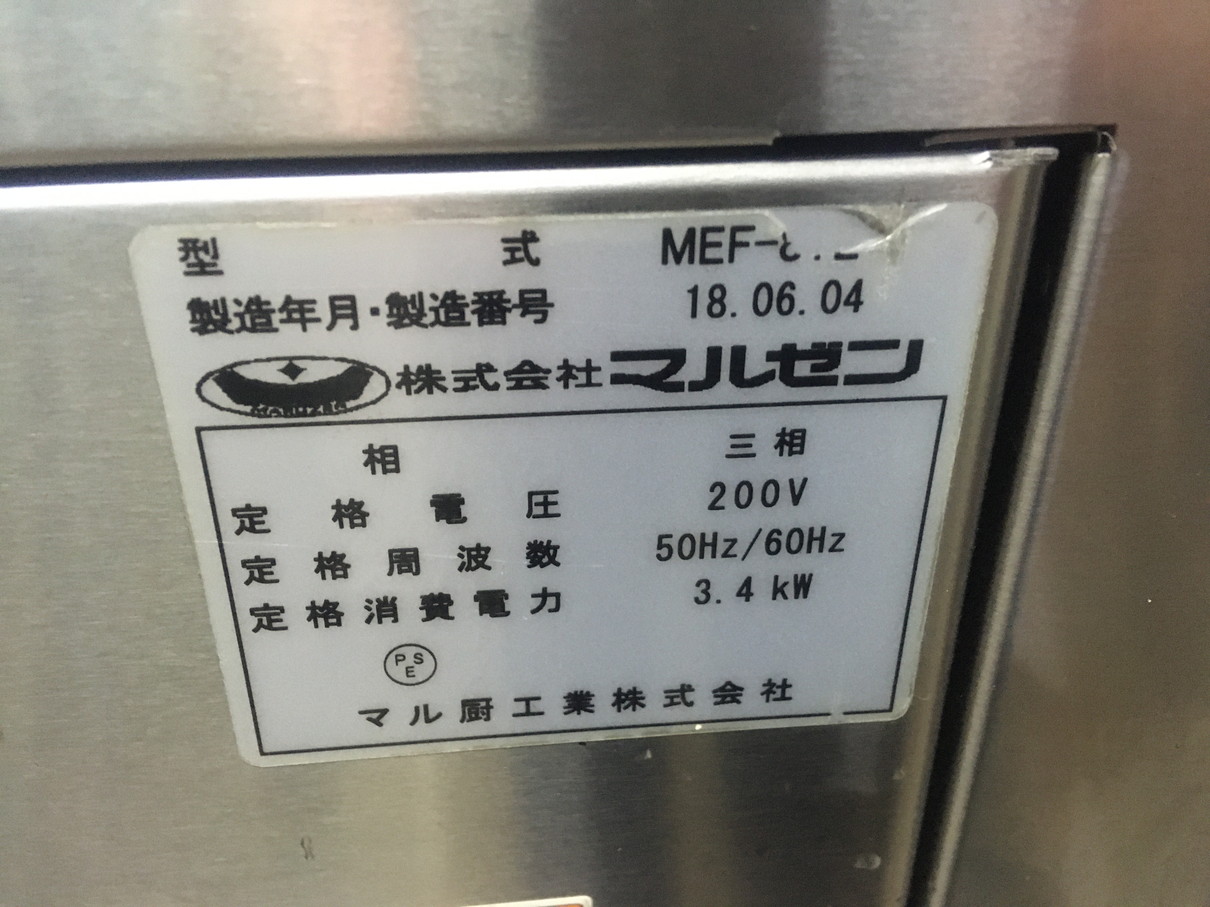 型 式 MEF-
製造年月・製造番号 18.06.04
MARUZEN 株式会社マルゼン
相 三相
定格電圧 200V
定格周波数 50Hz/60Hz
定格消費電力 3.4 kW
PSE
マル厨工業株式会社